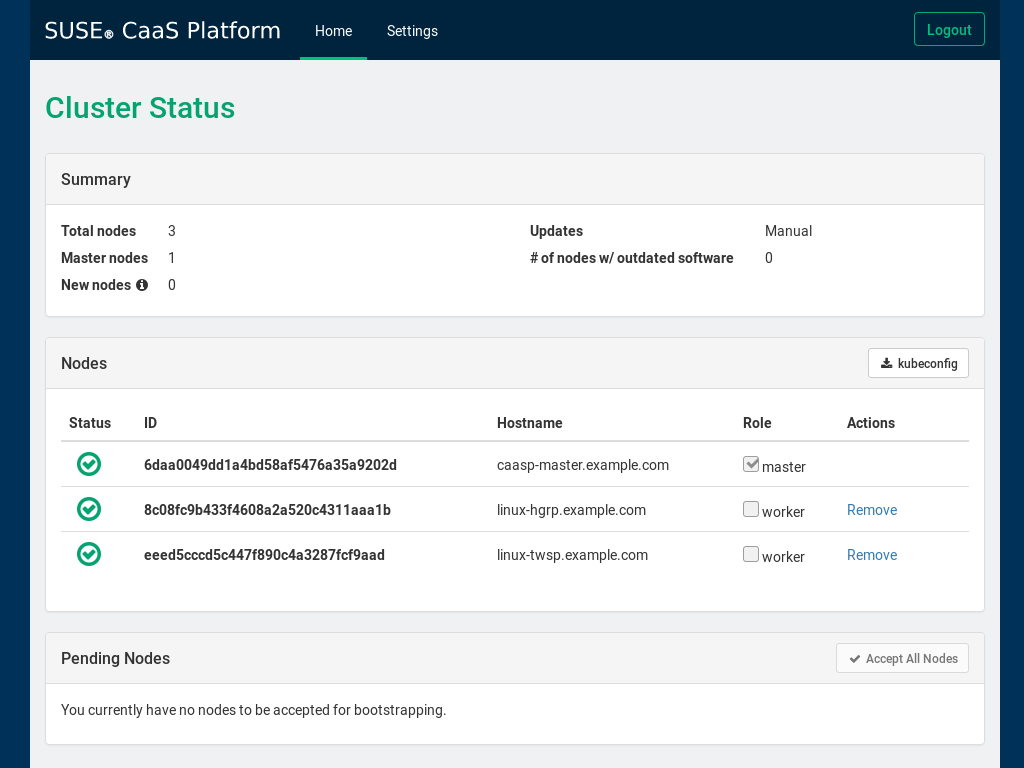 SUSE® CaaS Platform Home Settings Logout
Cluster Status
Summary
Total nodes 3 Updates Manual
Master nodes 1 # of nodes w/ outdated software 0
New nodes 0
Nodes kubeconfig
Status ID Hostname Role Actions
6daa0049dd1a4bd58af5476a35a9202d caasp-master.example.com master
8c08fc9b433f4608a2a520c4311aaa1b linux-hgrp.example.com worker Remove
eeed5cccd5c447f890c4a3287fcf9aad linux-twsp.example.com worker Remove
Pending Nodes Accept All Nodes
You currently have no nodes to be accepted for bootstrapping.